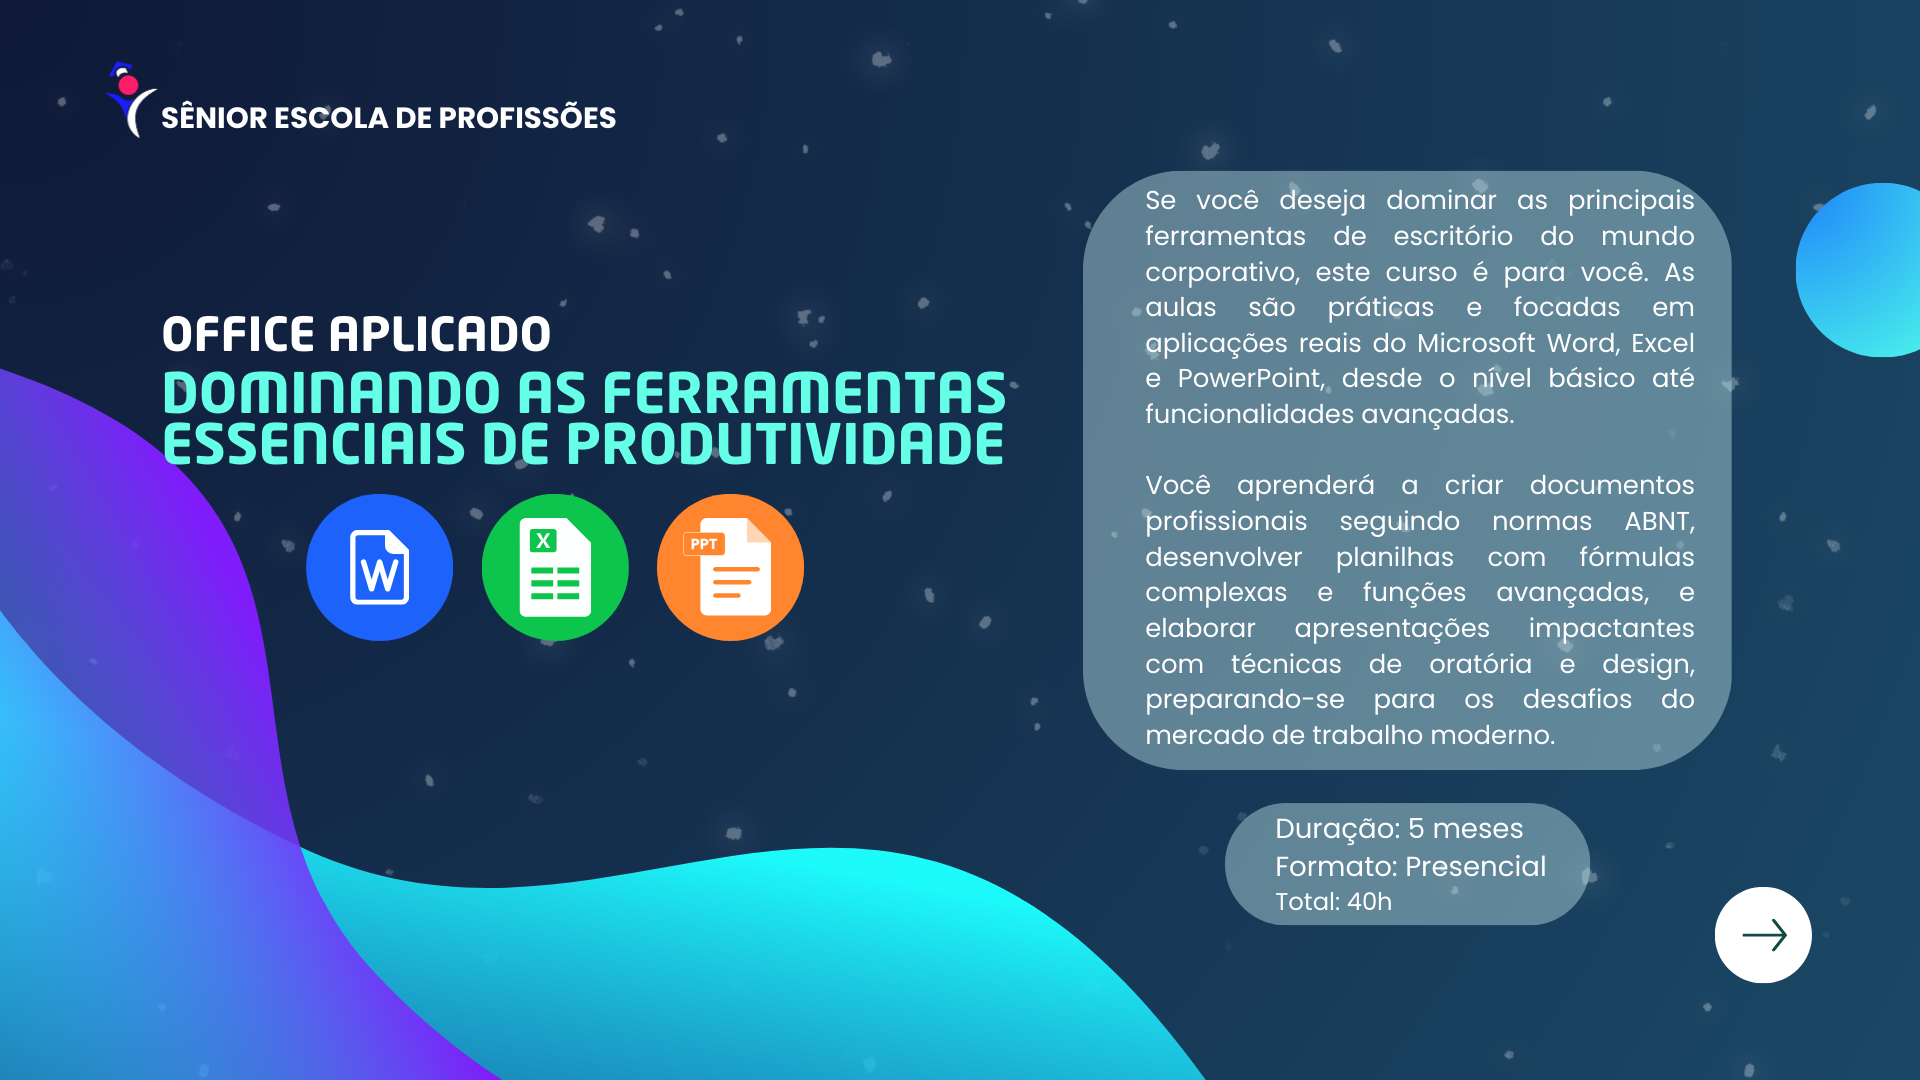 SÊNIOR ESCOLA DE PROFISSÕES
OFFICE APLICADO
DOMINANDO AS FERRAMENTAS
ESSENCIAIS DE PRODUTIVIDADE
W
X
PPT
Se você deseja dominar as principais
ferramentas de escritório do mundo
corporativo, este curso é para você. As
aulas são práticas e focadas em
aplicações reais do Microsoft Word, Excel
e PowerPoint, desde o nível básico até
funcionalidades avançadas.
Você aprenderá a criar documentos
profissionais seguindo normas ABNT,
desenvolver planilhas com fórmulas
complexas e funções avançadas, e
elaborar apresentações impactantes
com técnicas de oratória e design,
preparando-se para os desafios do
mercado de trabalho moderno.
Duração: 5 meses
Formato: Presencial
Total: 40h